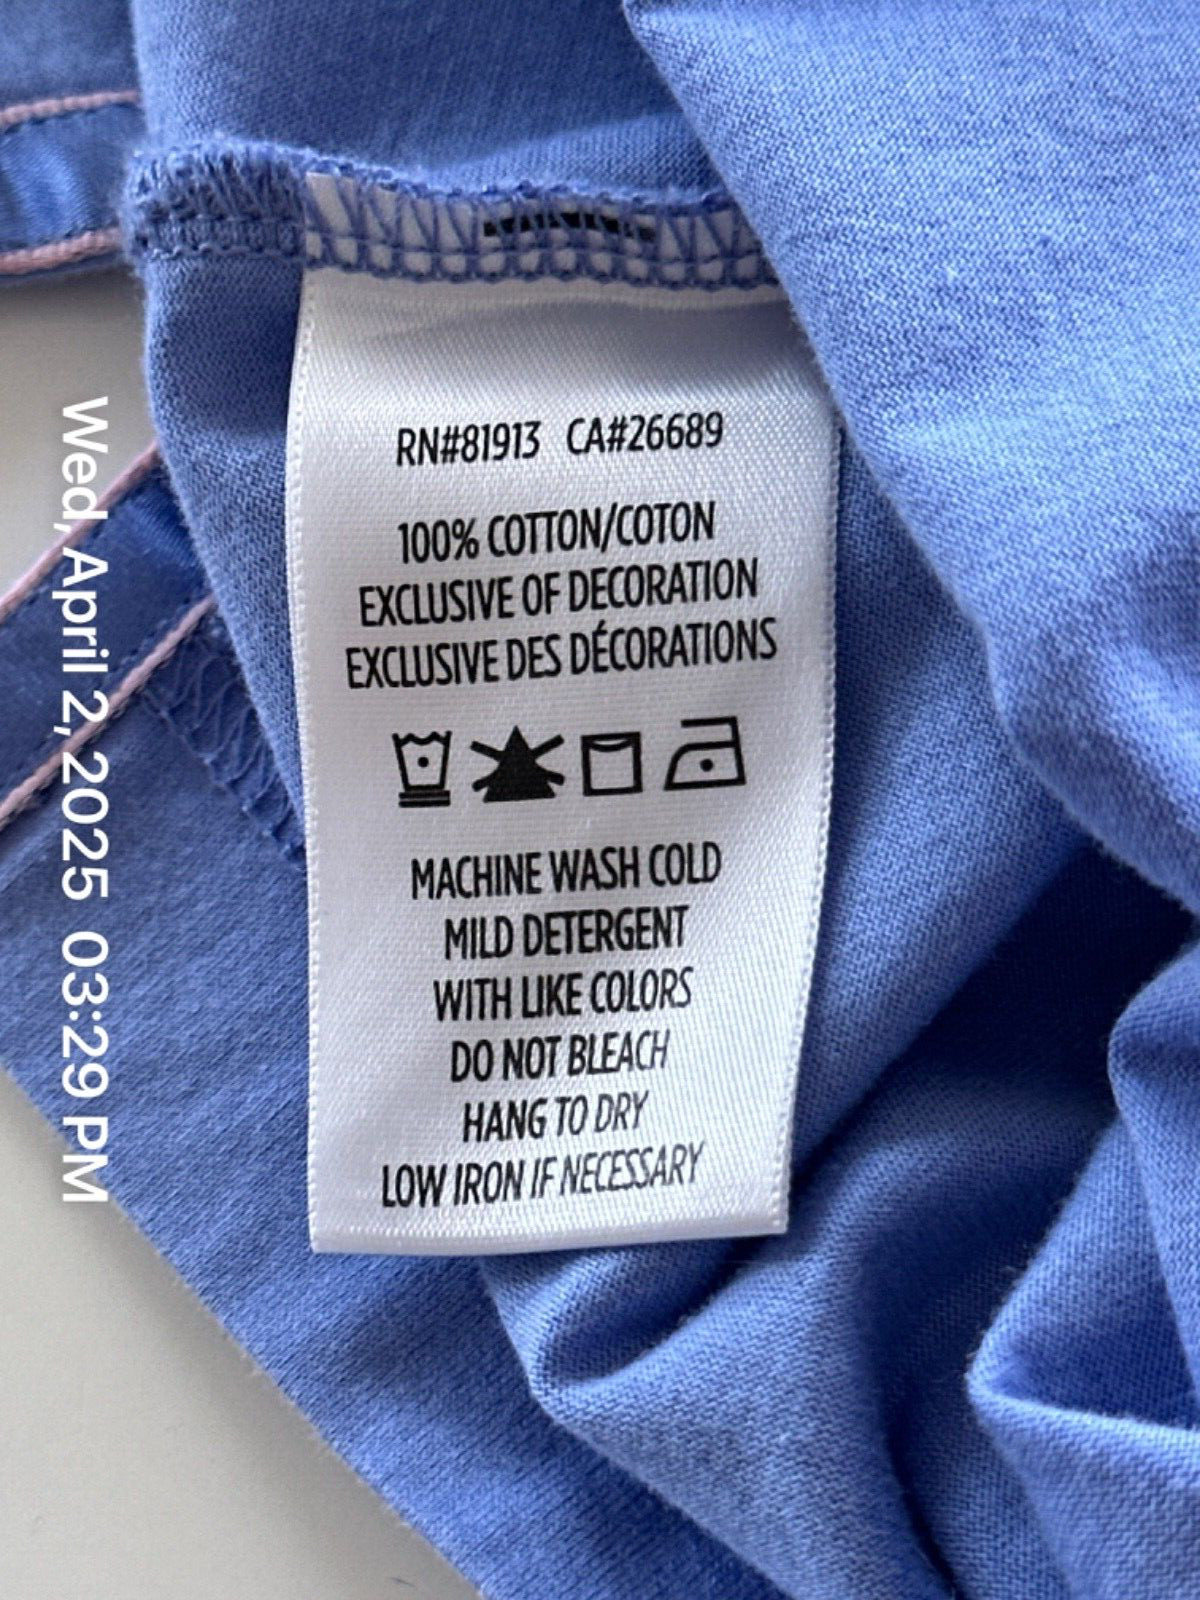 RN#81913 CA#26689
100% COTTON/COTON
EXCLUSIVE OF DECORATION
EXCLUSIVE DES DÉCORATIONS
MACHINE WASH COLD
MILD DETERGENT
WITH LIKE COLORS
DO NOT BLEACH
HANG TO DRY
LOW IRON IF NECESSARY
Wed, April 2, 2025 03:29 PM